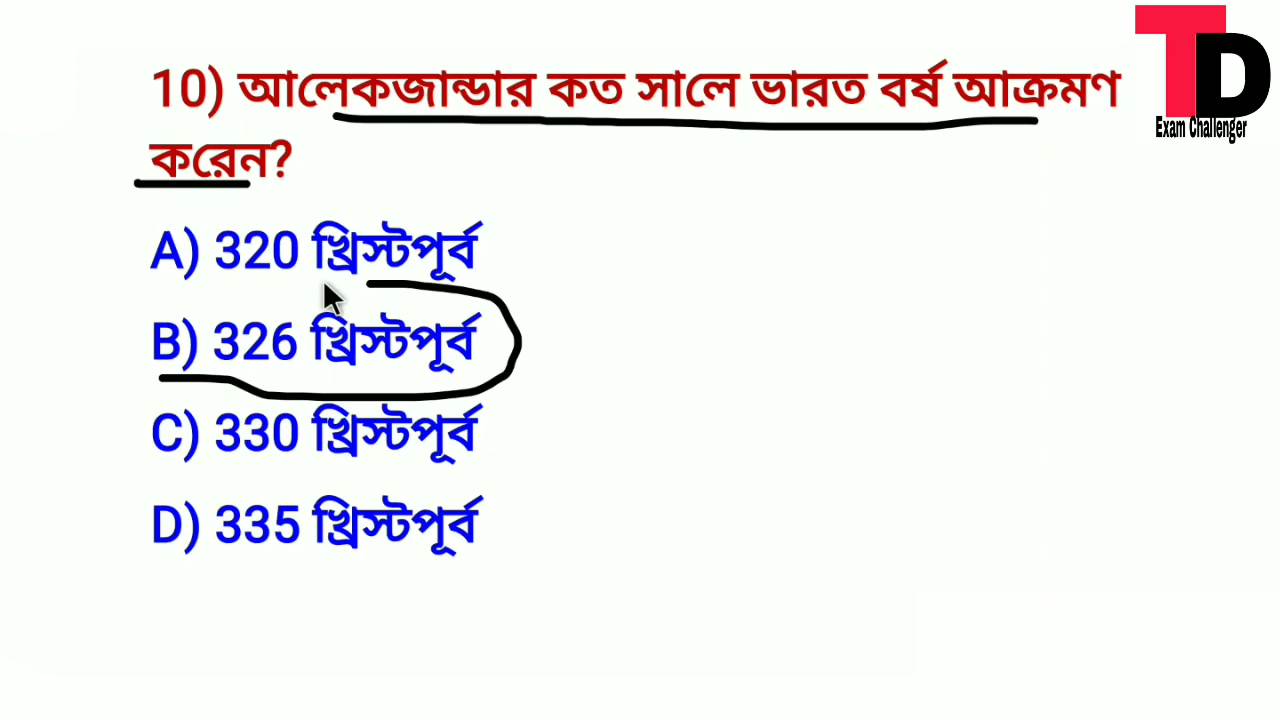 10) আলেকজান্ডার কত সালে ভারত বর্ষ আক্রমণ
করেন?
A) 320 খ্রিস্টপূর্ব
B) 326 খ্রিস্টপূর্ব
C) 330 খ্রিস্টপূর্ব
D) 335 খ্রিস্টপূর্ব
TD
Exam Challenger